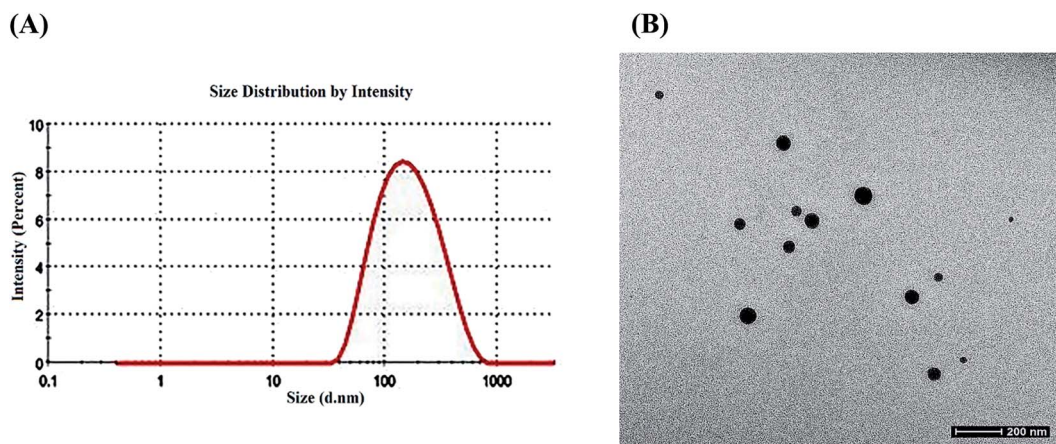 (A)
(B)
Size Distribution by Intensity
Intensity (Percent)
10
8
6
4
2
0
0.1
1
10
100
1000
Size (d.nm)
200 nm